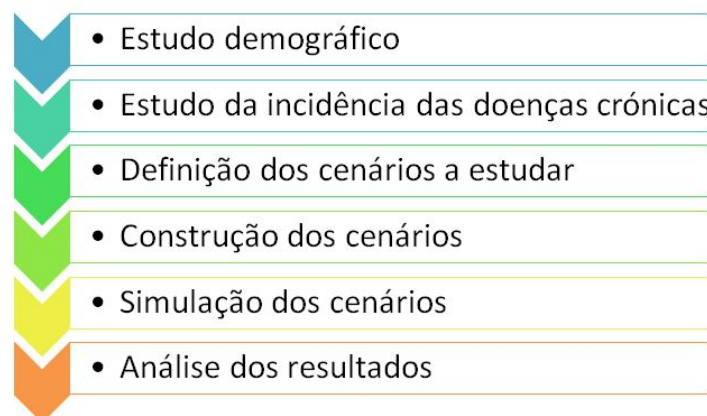 • Estudo demográfico
• Estudo da incidência das doenças crónicas
• Definição dos cenários a estudar
• Construção dos cenários
• Simulação dos cenários
• Análise dos resultados